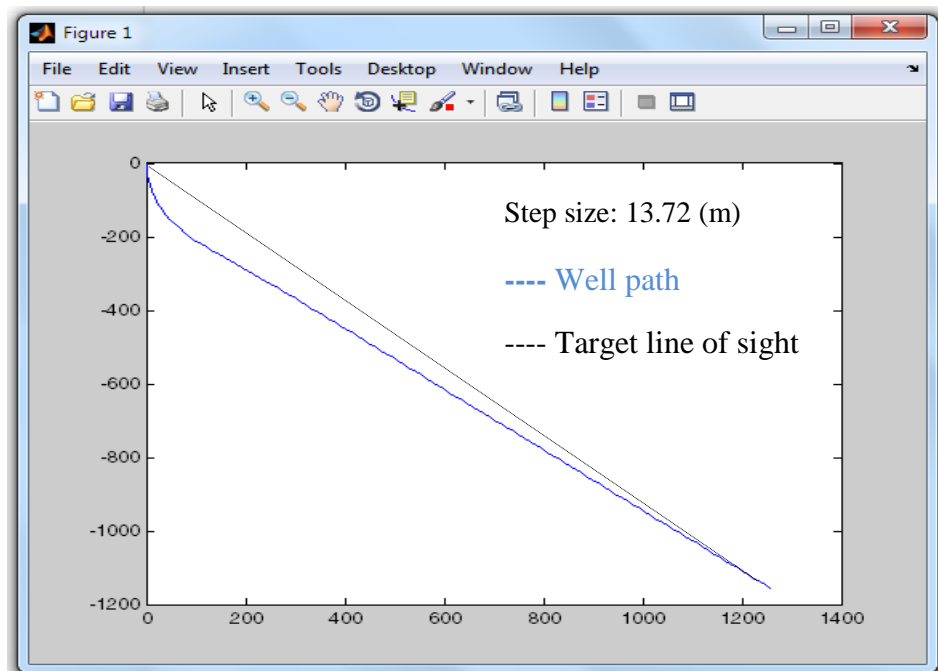 Figure 1
File Edit View Insert Tools Desktop Window Help
0
-200
-400
-600
-800
-1000
-1200
Step size: 13.72 (m)
---- Well path
---- Target line of sight
0 200 400 600 800 1000 1200 1400